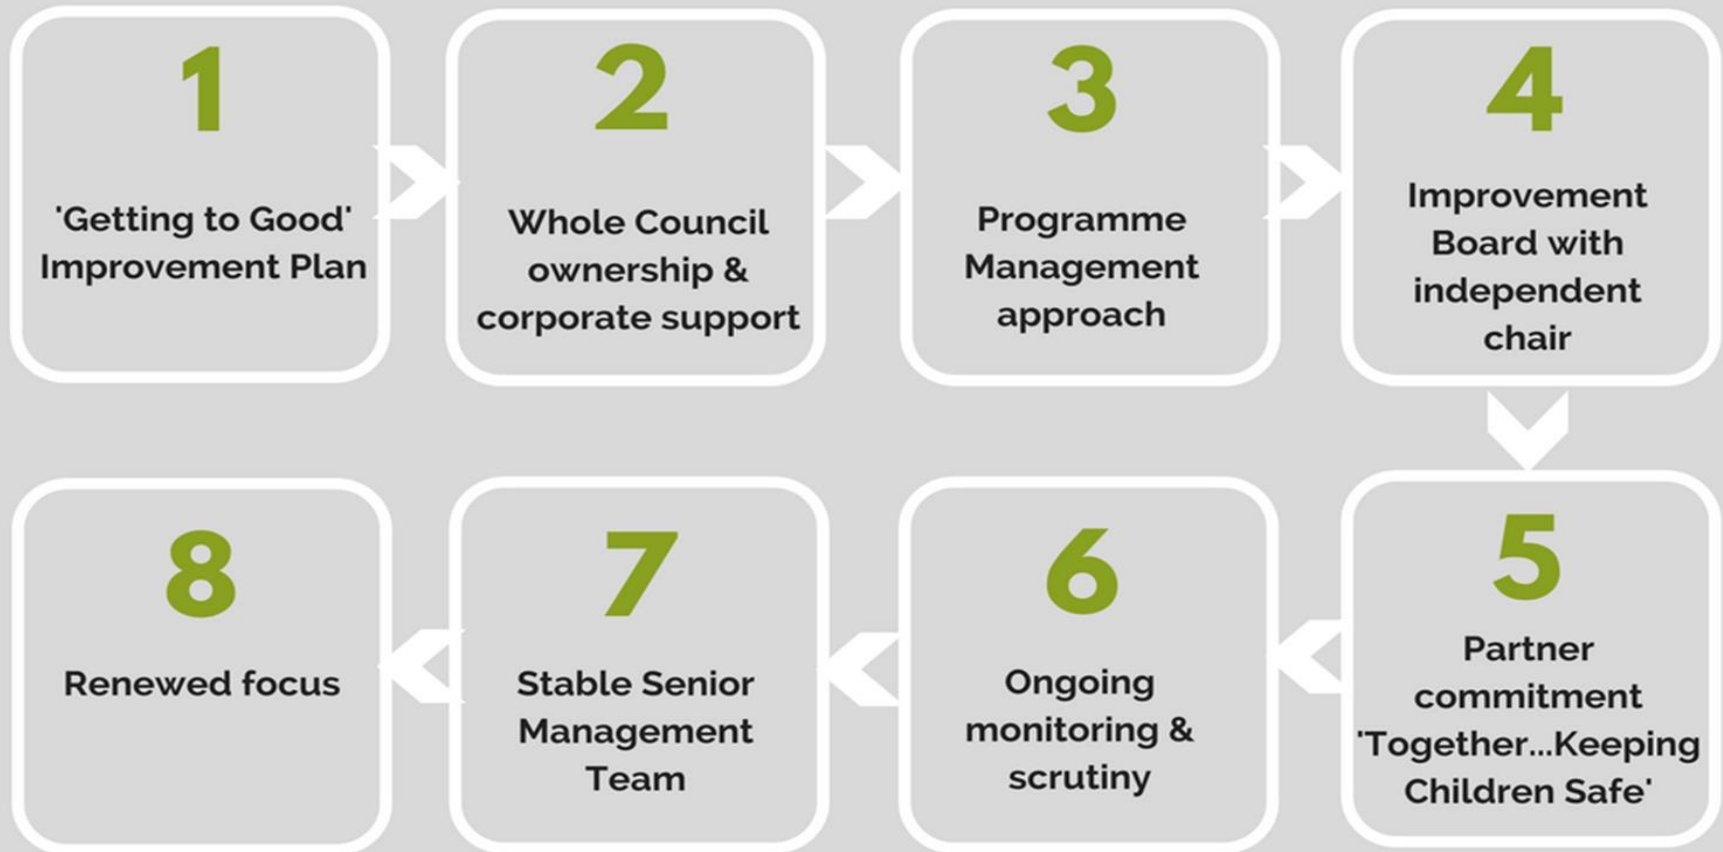 1
'Getting to Good'
Improvement Plan
2
Whole Council
ownership &
corporate support
3
Programme
Management
approach
4
Improvement
Board with
independent
chair
5
Partner
commitment
'Together...Keeping
Children Safe'
6
Ongoing
monitoring &
scrutiny
7
Stable Senior
Management
Team
8
Renewed focus